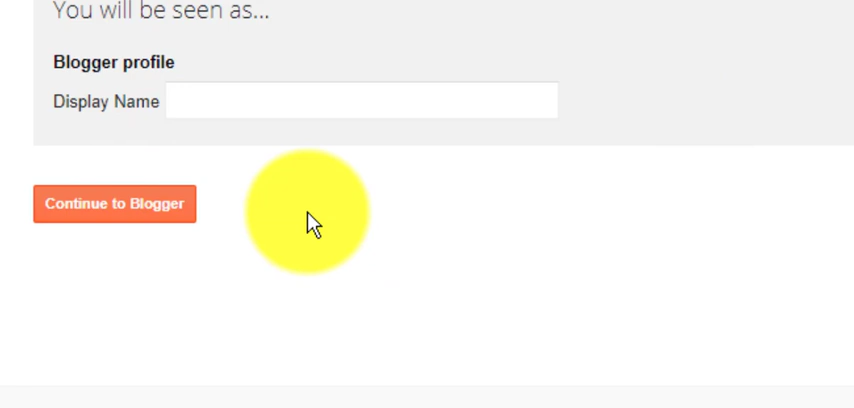 You will be seen as...
Blogger profile
Display Name
Continue to Blogger